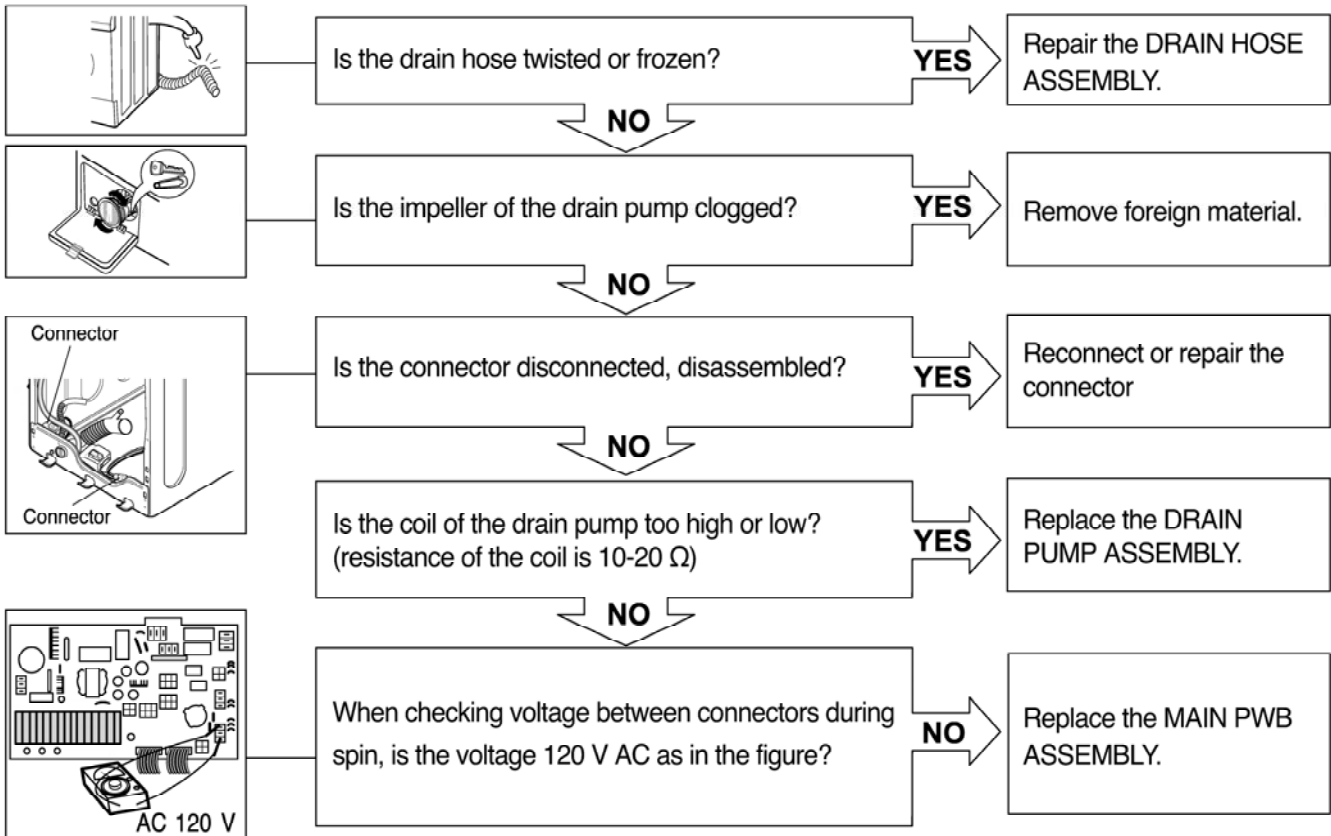 Is the drain hose twisted or frozen?
YES
Repair the DRAIN HOSE
ASSEMBLY.
NO
Is the impeller of the drain pump clogged?
YES
Remove foreign material.
NO
Connector
Connector
Is the connector disconnected, disassembled?
YES
Reconnect or repair the
connector
NO
Is the coil of the drain pump too high or low?
(resistance of the coil is 10-20 Ω)
YES
Replace the DRAIN
PUMP ASSEMBLY.
NO
AC 120 V
When checking voltage between connectors during
spin, is the voltage 120 V AC as in the figure?
NO
Replace the MAIN PWB
ASSEMBLY.